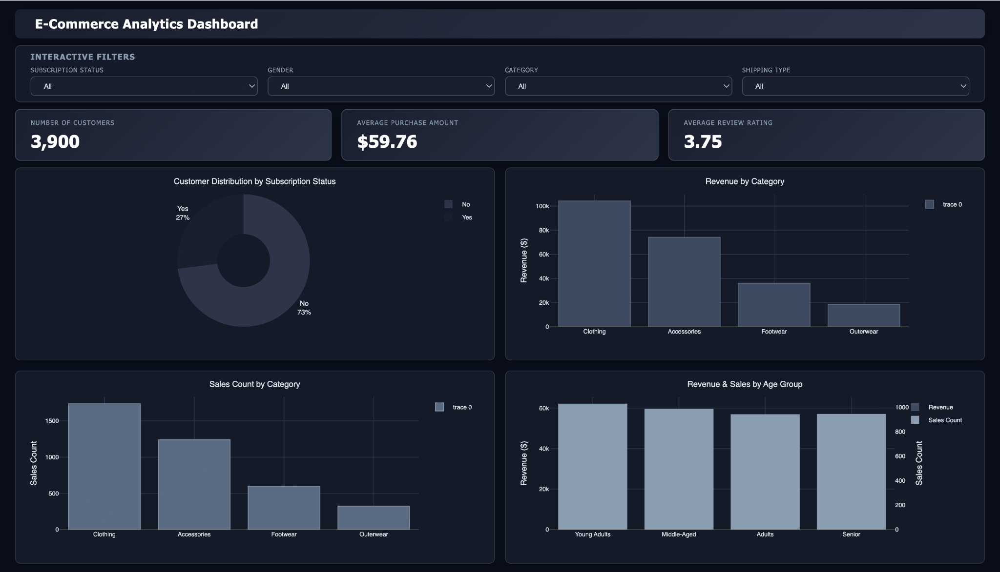 E-Commerce Analytics Dashboard
INTERACTIVE FILTERS
SUBSCRIPTION STATUS
All
GENDER
All
CATEGORY
All
SHIPPING TYPE
All
NUMBER OF CUSTOMERS
3,900
AVERAGE PURCHASE AMOUNT
$59.76
AVERAGE REVIEW RATING
3.75
Customer Distribution by Subscription Status
Yes
27%
No
73%
No
Yes
Revenue by Category
Revenue ($)
100k
80k
60k
40k
20k
0
Clothing
Accessories
Footwear
Outerwear
trace 0
Sales Count by Category
Sales Count
1500
1000
500
0
Clothing
Accessories
Footwear
Outerwear
trace 0
Revenue & Sales by Age Group
Revenue ($)
60k
40k
20k
0
Young Adults
Middle-Aged
Adults
Senior
1000
800
600
400
200
0
Sales Count
Revenue
Sales Count